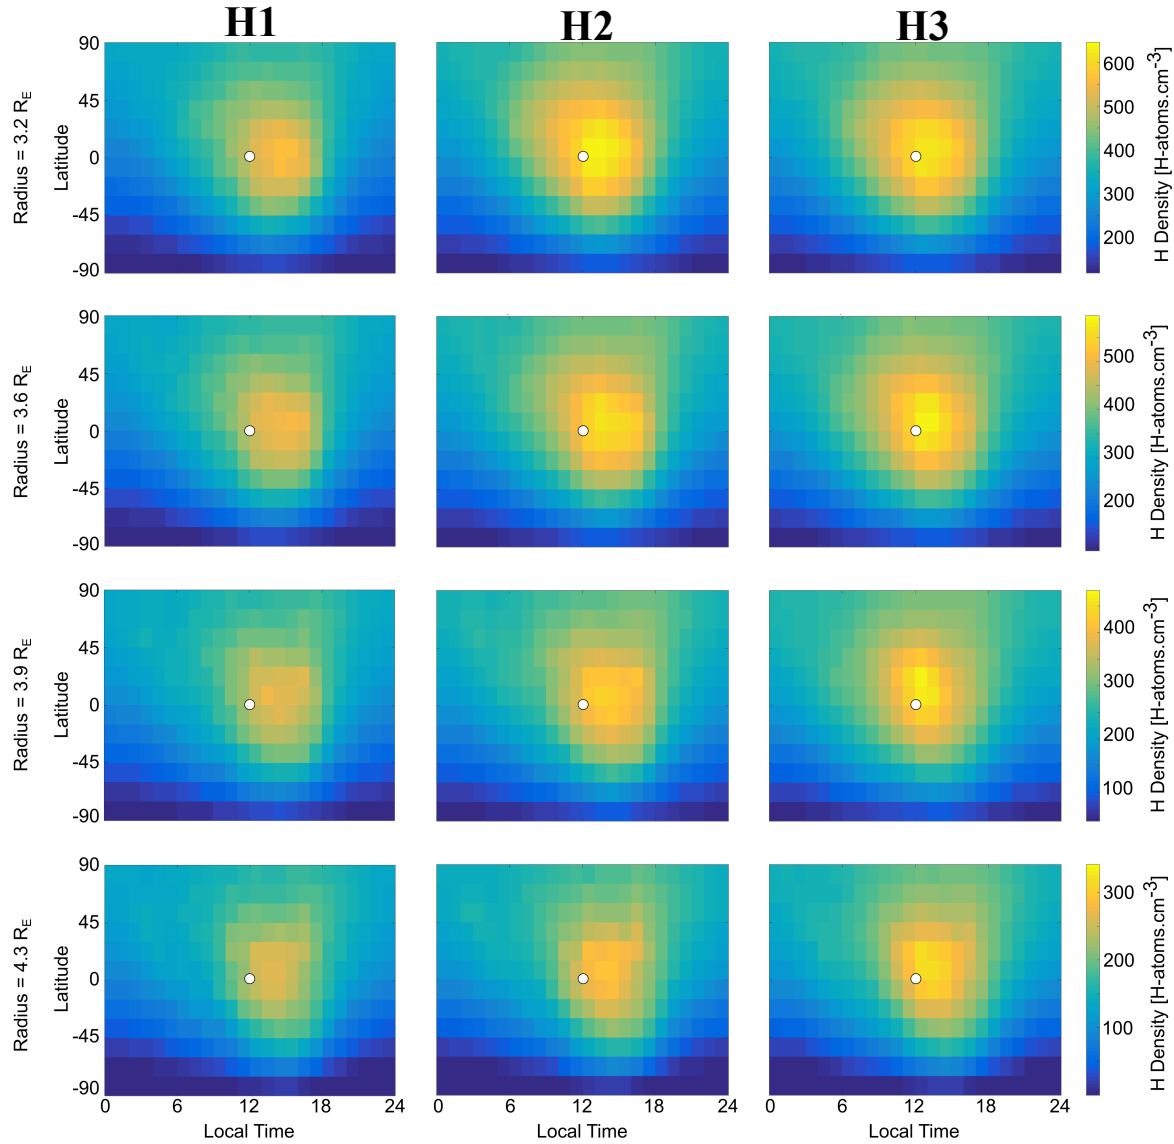 H1 H2 H3
Radius = 3.2 R_E
Latitude
90
45
0
-45
-90
600
500
400
300
200
H Density [H-atoms.cm⁻³]
Radius = 3.6 R_E
Latitude
90
45
0
-45
-90
500
400
300
200
H Density [H-atoms.cm⁻³]
Radius = 3.9 R_E
Latitude
90
45
0
-45
-90
400
300
200
100
H Density [H-atoms.cm⁻³]
Radius = 4.3 R_E
Latitude
90
45
0
-45
-90
300
200
100
H Density [H-atoms.cm⁻³]
0 6 12 18 24 0 6 12 18 24 0 6 12 18 24
Local Time Local Time Local Time